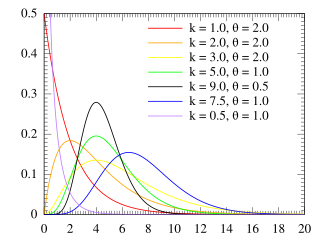 0.5
0.4
0.3
0.2
0.1
0
0 2 4 6 8 10 12 14 16 18 20
k = 1.0, θ = 2.0
k = 2.0, θ = 2.0
k = 3.0, θ = 2.0
k = 5.0, θ = 1.0
k = 9.0, θ = 0.5
k = 7.5, θ = 1.0
k = 0.5, θ = 1.0